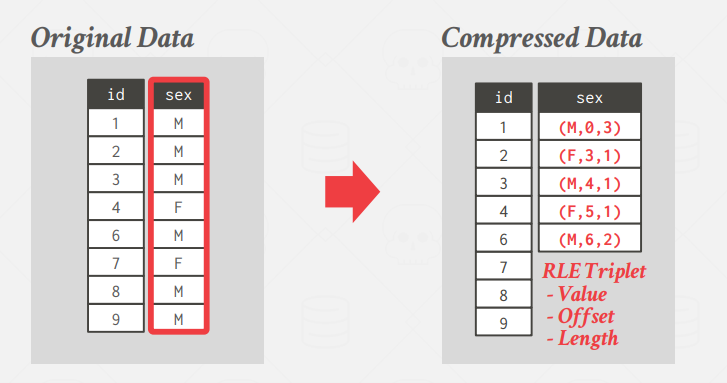 Original Data
id sex
1 M
2 M
3 M
4 F
6 M
7 F
8 M
9 M
Compressed Data
id sex
1 (M,0,3)
2 (F,3,1)
3 (M,4,1)
4 (F,5,1)
6 (M,6,2)
7
8
9
RLE Triplet
- Value
- Offset
- Length